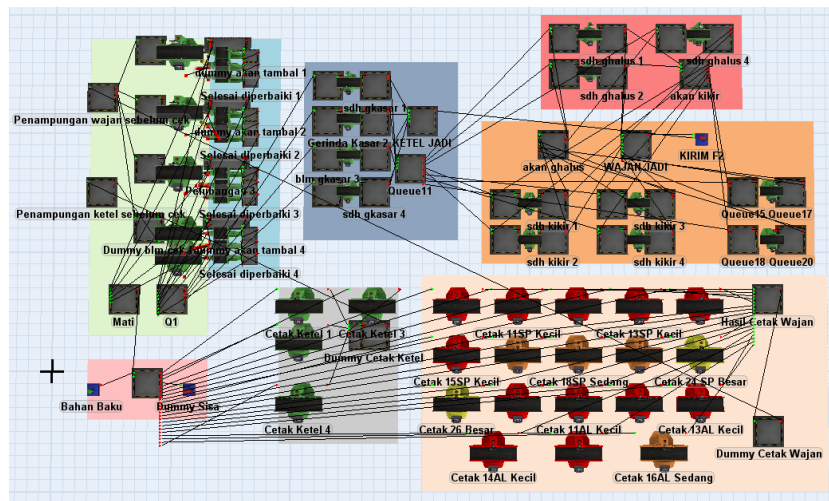 sdh ghalus 1
sdh ghalus 4
sdh ghalus 2
akan kikir
dummy akan tambal 1
Selesai diperbaiki 1
Penampungan wajan sebelum cek
dummy akan tambal 2
Selesai diperbaiki 2
sdh gkasar 1
Gerinda Kasar 2
KETEL JADI
blm gkasar 3
Queue11
sdh gkasar 4
akan ghalus
WAJAN JADI
KIRIM F2
Pelubangan 3
Queue15
Queue17
Penampungan ketel sebelum cek
Selesai diperbaiki 3
sdh kikir 1
sdh kikir 3
Dummy blm cek
Dummy akan tambal 4
Selesai diperbaiki 4
sdh kikir 2
sdh kikir 4
Queue18
Queue20
Mati
Q1
Cetak Ketel 1
Cetak Ketel 3
Cetak 11SP Kecil
Cetak 13SP Kecil
Hasil Cetak Wajan
Dummy Cetak Ketel
Cetak 15SP Kecil
Cetak 18SP Sedang
Cetak 24 SP Besar
Bahan Baku
Dummy Sisa
Cetak Ketel 4
Cetak 26 Besar
Cetak 11AL Kecil
Cetak 13AL Kecil
Dummy Cetak Wajan
Cetak 14AL Kecil
Cetak 16AL Sedang